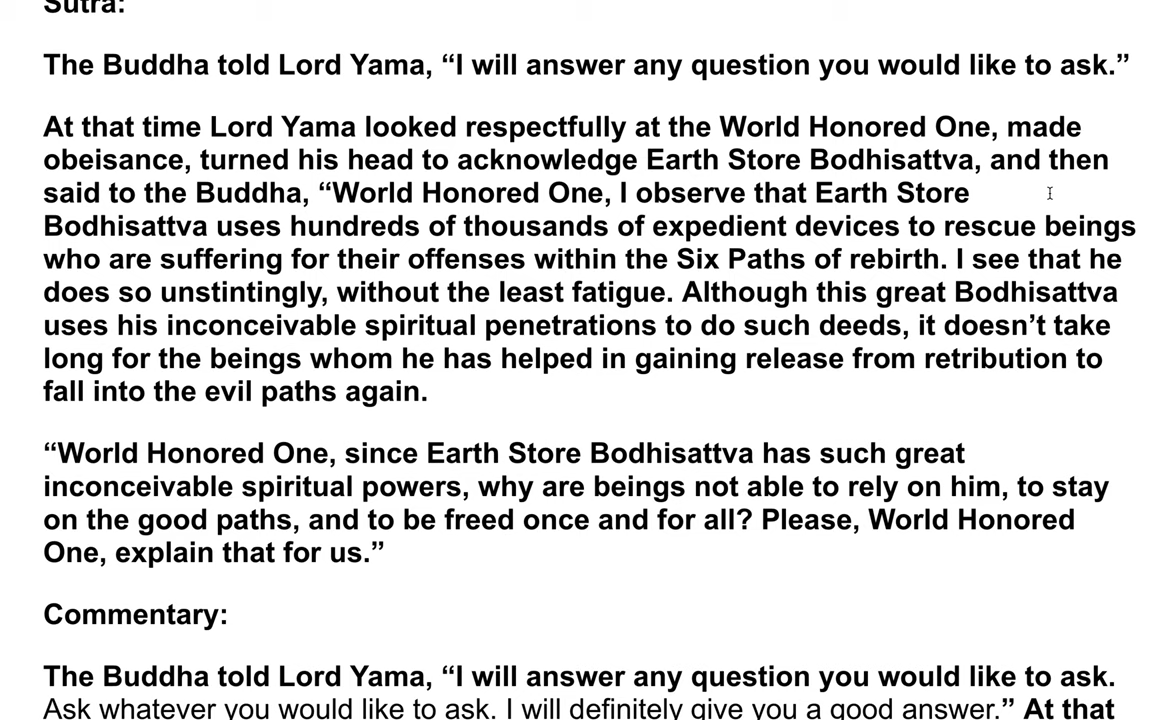 Sutra:
The Buddha told Lord Yama, “I will answer any question you would like to ask.”
At that time Lord Yama looked respectfully at the World Honored One, made
obeisance, turned his head to acknowledge Earth Store Bodhisattva, and then
said to the Buddha, “World Honored One, I observe that Earth Store
Bodhisattva uses hundreds of thousands of expedient devices to rescue beings
who are suffering for their offenses within the Six Paths of rebirth. I see that he
does so unstintingly, without the least fatigue. Although this great Bodhisattva
uses his inconceivable spiritual penetrations to do such deeds, it doesn’t take
long for the beings whom he has helped in gaining release from retribution to
fall into the evil paths again.
“World Honored One, since Earth Store Bodhisattva has such great
inconceivable spiritual powers, why are beings not able to rely on him, to stay
on the good paths, and to be freed once and for all? Please, World Honored
One, explain that for us.”
Commentary:
The Buddha told Lord Yama, “I will answer any question you would like to ask.
Ask whatever you would like to ask. I will definitely give you a good answer.” At that